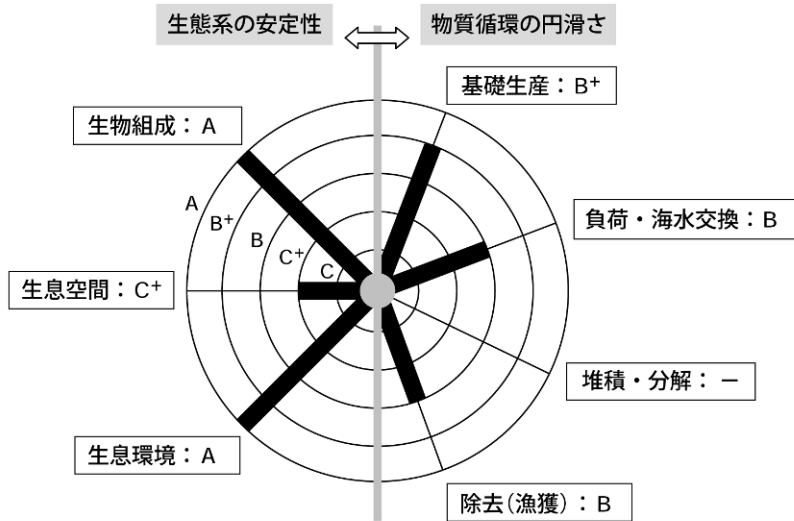 生態系の安定性
物質循環の円滑さ
基礎生産：B⁺
生物組成：A
A
B⁺
B
C⁺
C
負荷・海水交換：B
生息空間：C⁺
堆積・分解：－
生息環境：A
除去(漁獲)：B